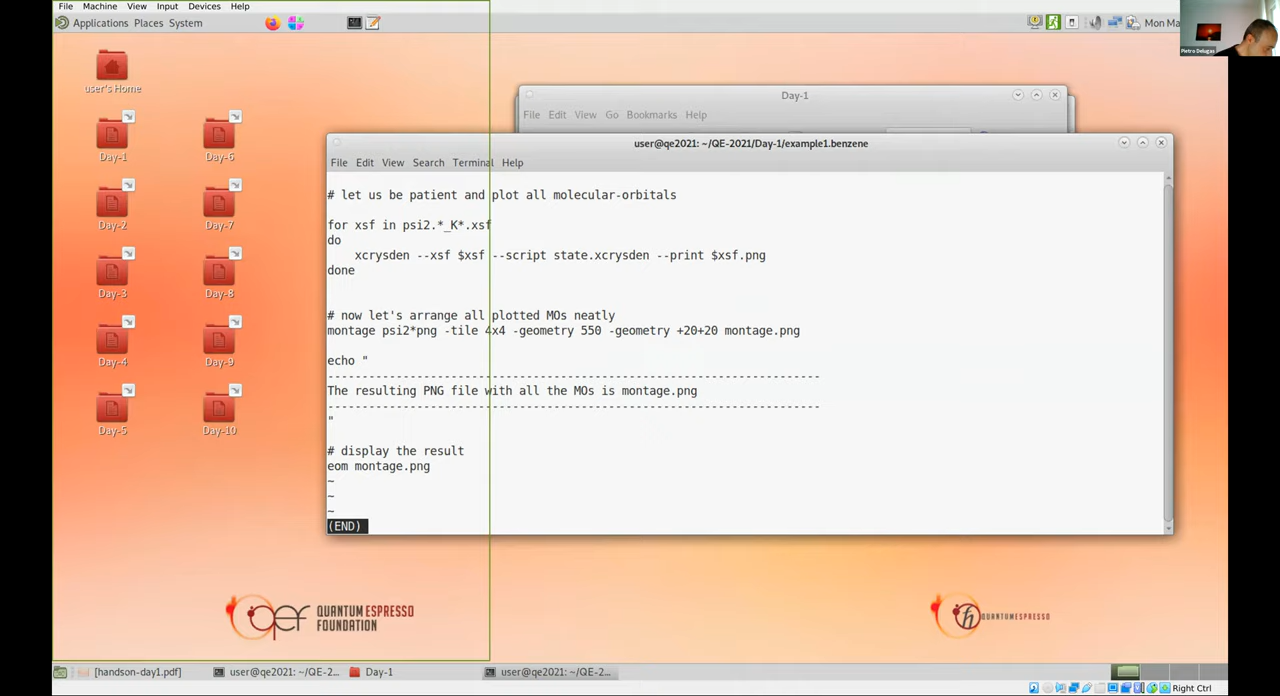 File Machine View Input Devices Help
Applications Places System
Mon Ma
Pietro Delugas
user's Home
Day-1
Day-6
Day-2
Day-7
Day-3
Day-8
Day-4
Day-9
Day-5
Day-10
Day-1
File Edit View Go Bookmarks Help
user@qe2021: ~/QE-2021/Day-1/example1.benzene
File Edit View Search Terminal Help
# let us be patient and plot all molecular-orbitals
for xsf in psi2.*_K*.xsf
do
xcrysden --xsf $xsf --script state.xcrysden --print $xsf.png
done
# now let's arrange all plotted MOs neatly
montage psi2*png -tile 4x4 -geometry 550 -geometry +20+20 montage.png
echo "
------------------------------------------------------------------------
The resulting PNG file with all the MOs is montage.png
------------------------------------------------------------------------
"
# display the result
eom montage.png
~
~
~
(END)
qef QUANTUM ESPRESSO
FOUNDATION
QUANTUMESPRESSO
[handson-day1.pdf]
user@qe2021: ~/QE-2...
Day-1
user@qe2021: ~/QE-2...
Right Ctrl